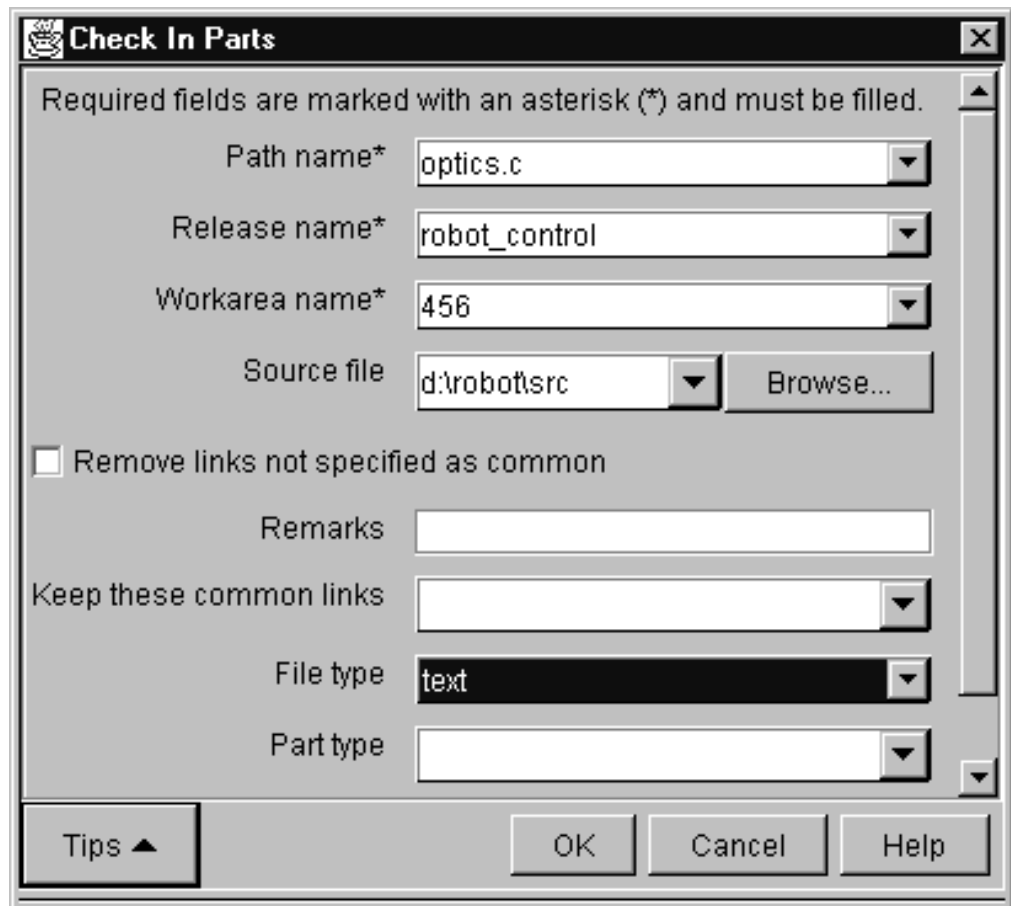 Check In Parts
Required fields are marked with an asterisk (*) and must be filled.
Path name* optics.c
Release name* robot_control
Workarea name* 456
Source file d:\robot\src Browse...
Remove links not specified as common
Remarks
Keep these common links
File type text
Part type
Tips OK Cancel Help